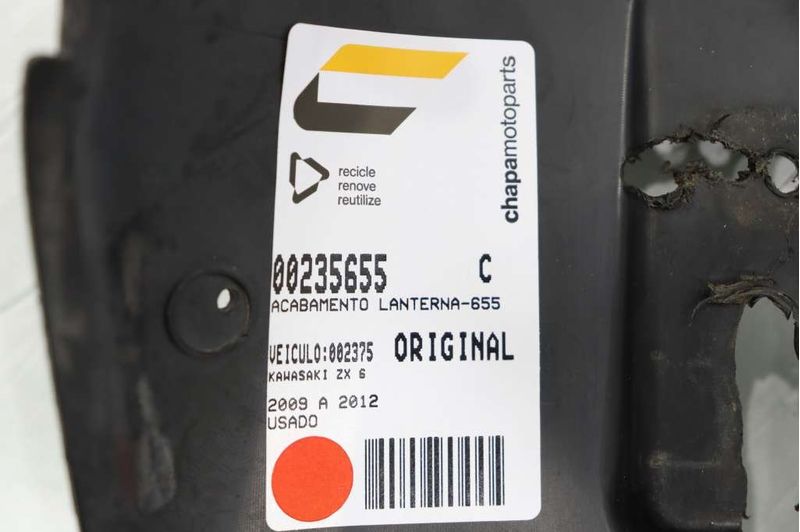 chapamotoparts
recicle
renove
reutilize
00235655 C
ACABAMENTO LANTERNA-655
VEICULO:002375 ORIGINAL
KAWASAKI ZX 6
2009 A 2012
USADO